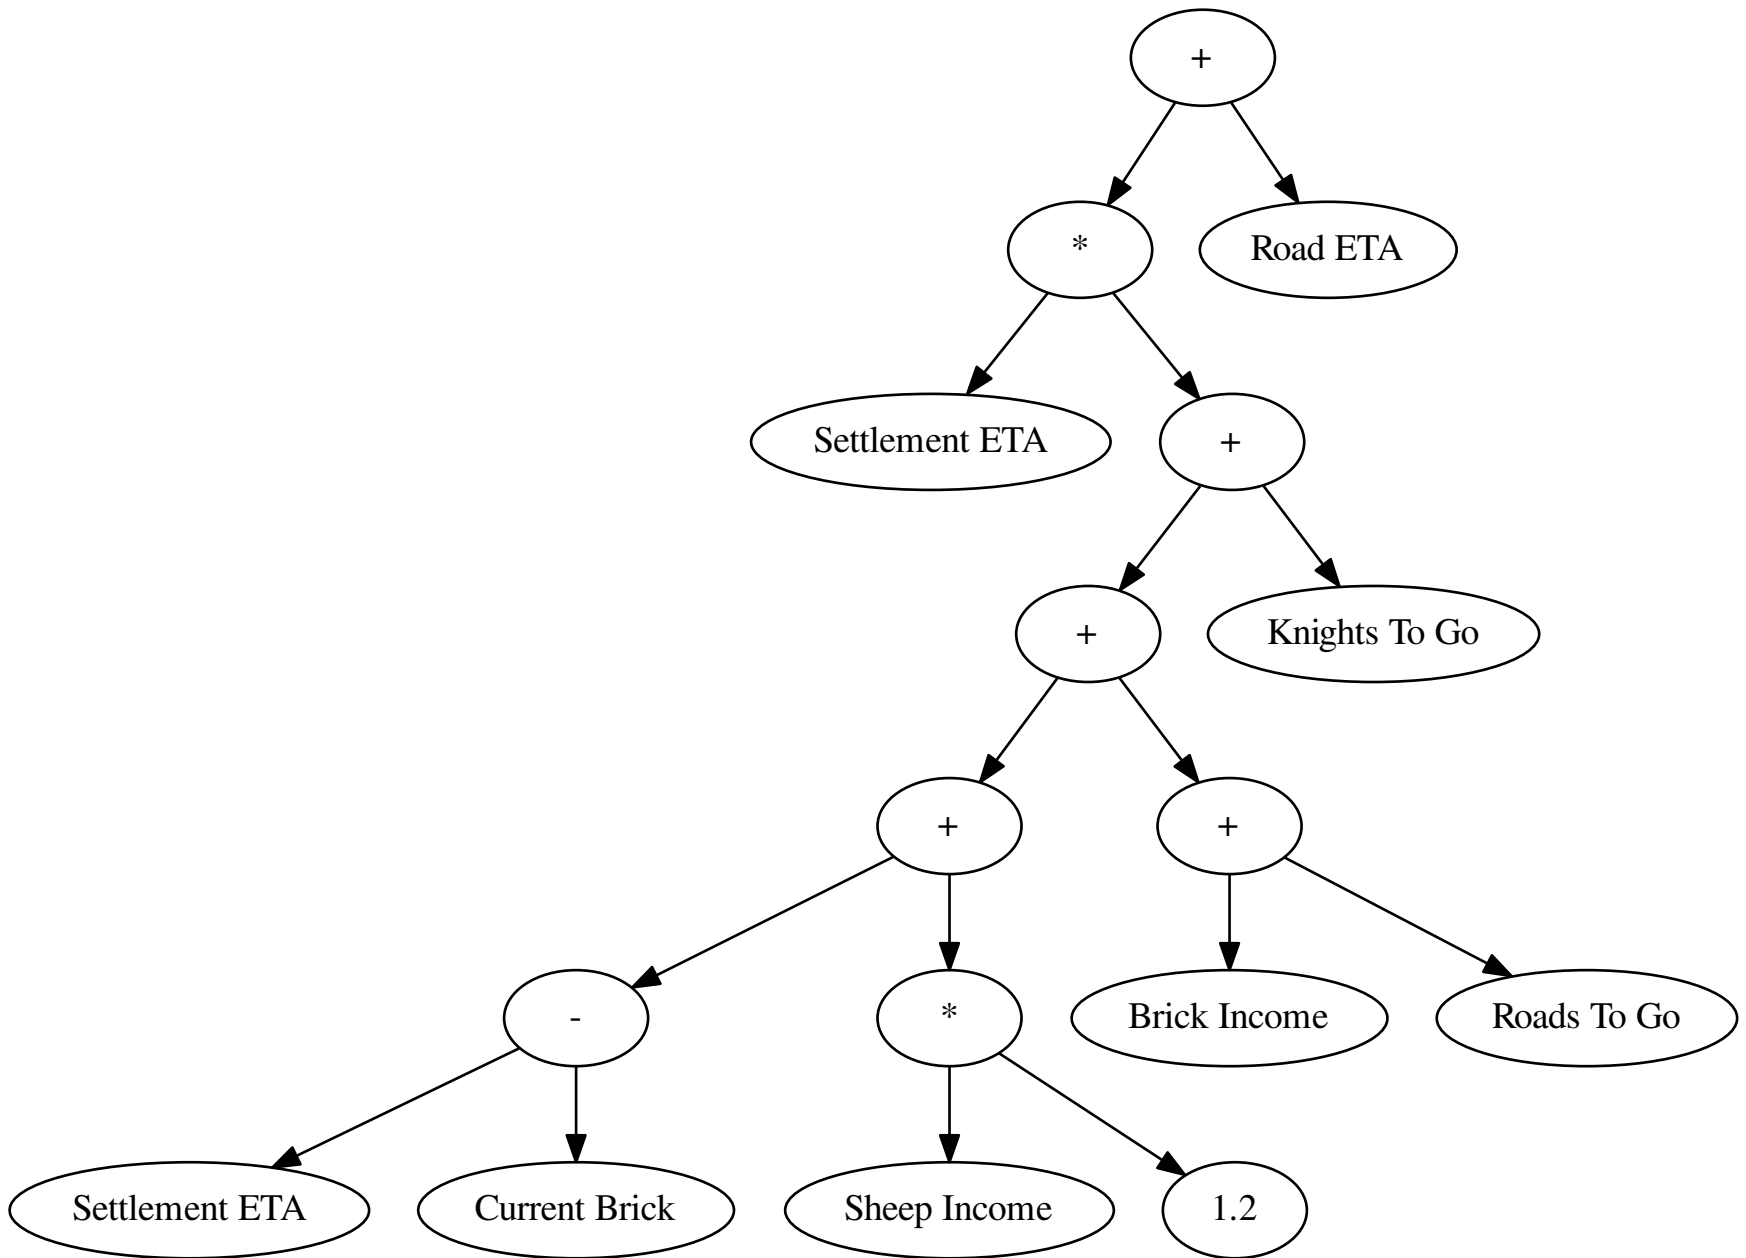 +
*
Road ETA
Settlement ETA
+
+
Knights To Go
+
+
-
*
Brick Income
Roads To Go
Settlement ETA
Current Brick
Sheep Income
1.2